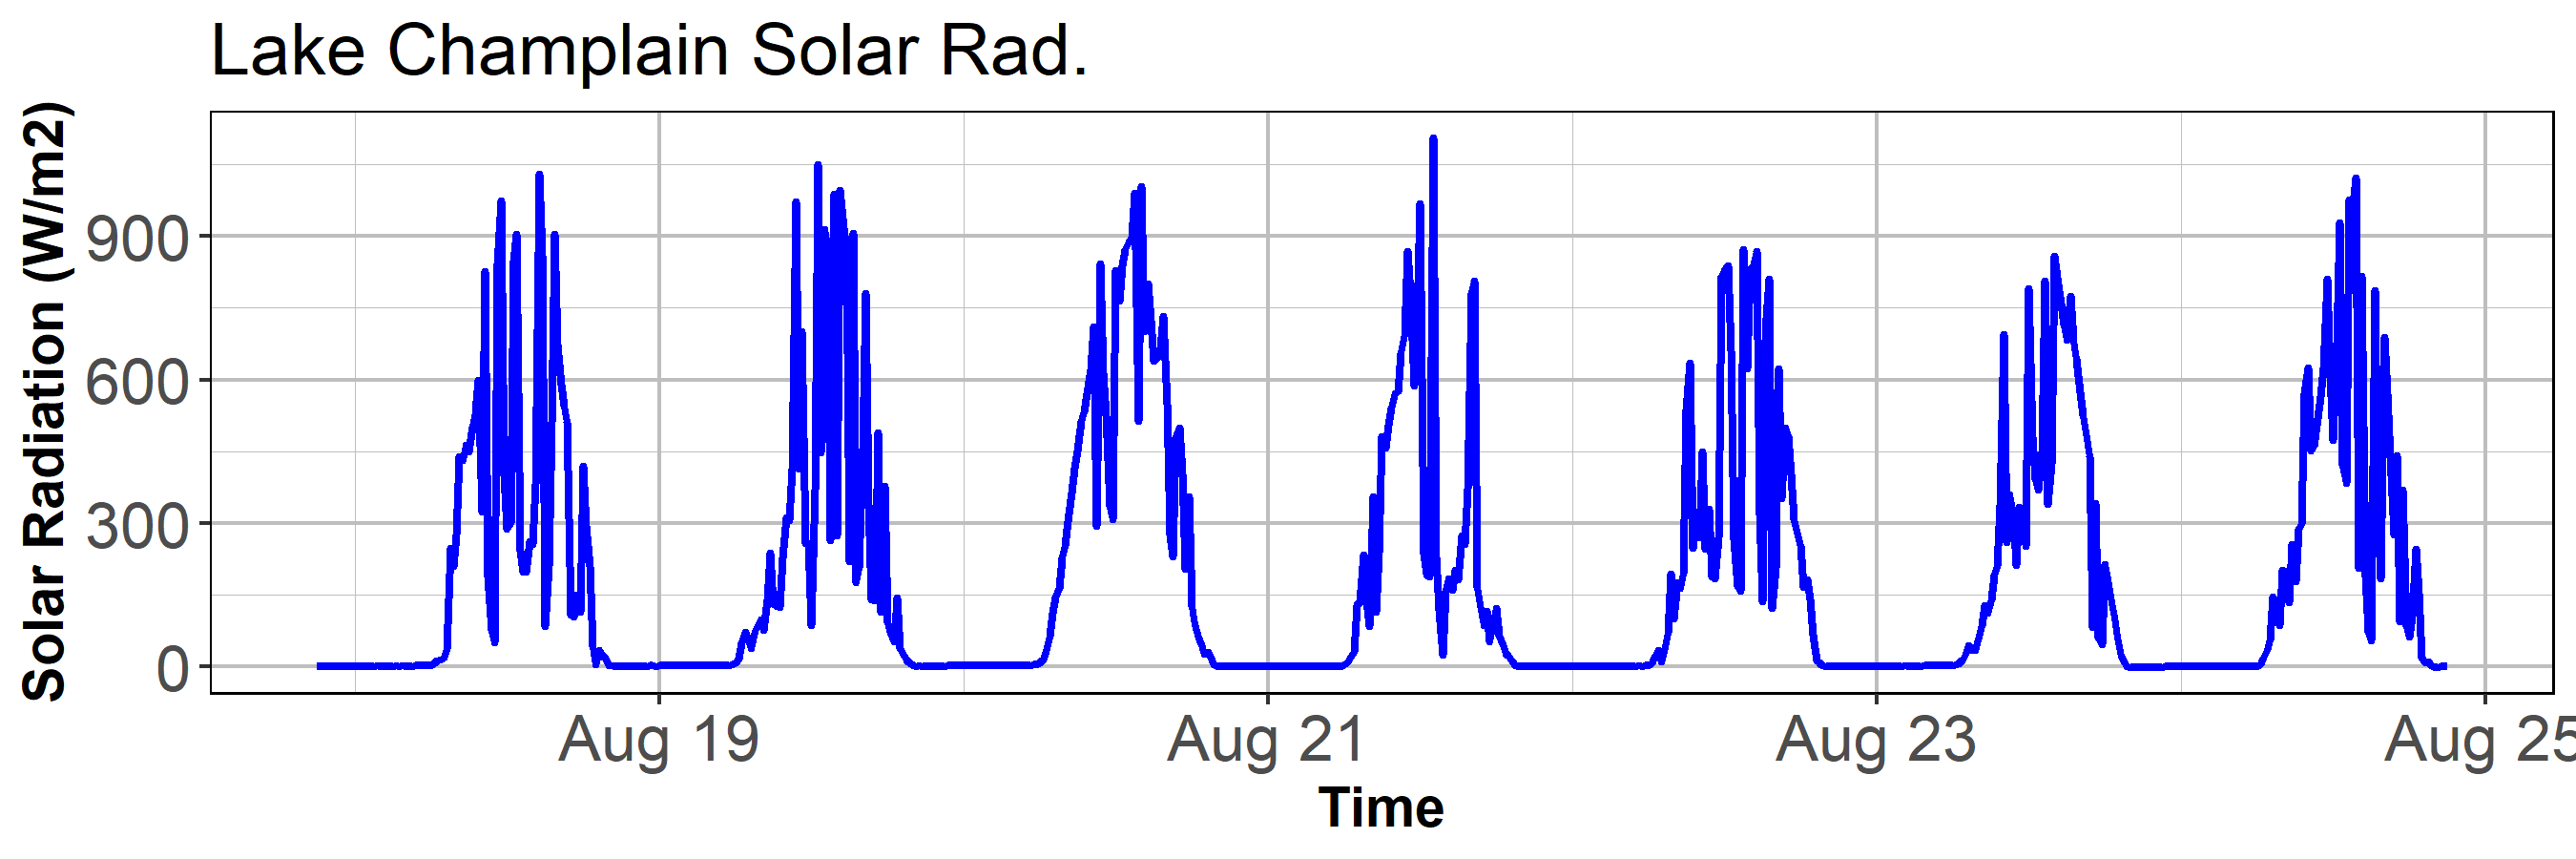 Lake Champlain Solar Rad.
Solar Radiation (W/m2)
900
600
300
0
Aug 19 Aug 21 Aug 23 Aug 25
Time